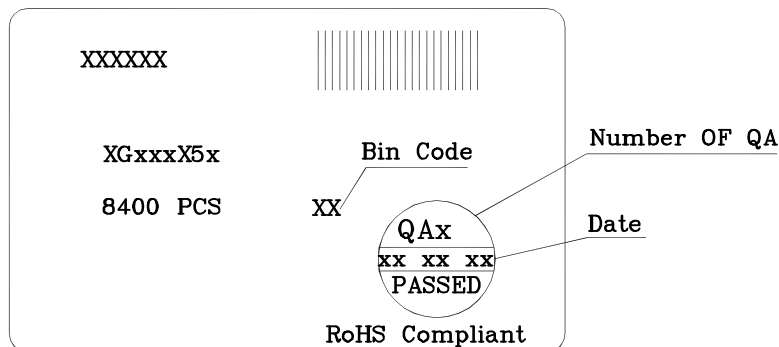 XXXXXX
XGxxxX5x
Bin Code
Number OF QA
8400 PCS
XX
QAx
Date
xx xx xx
PASSED
RoHS Compliant